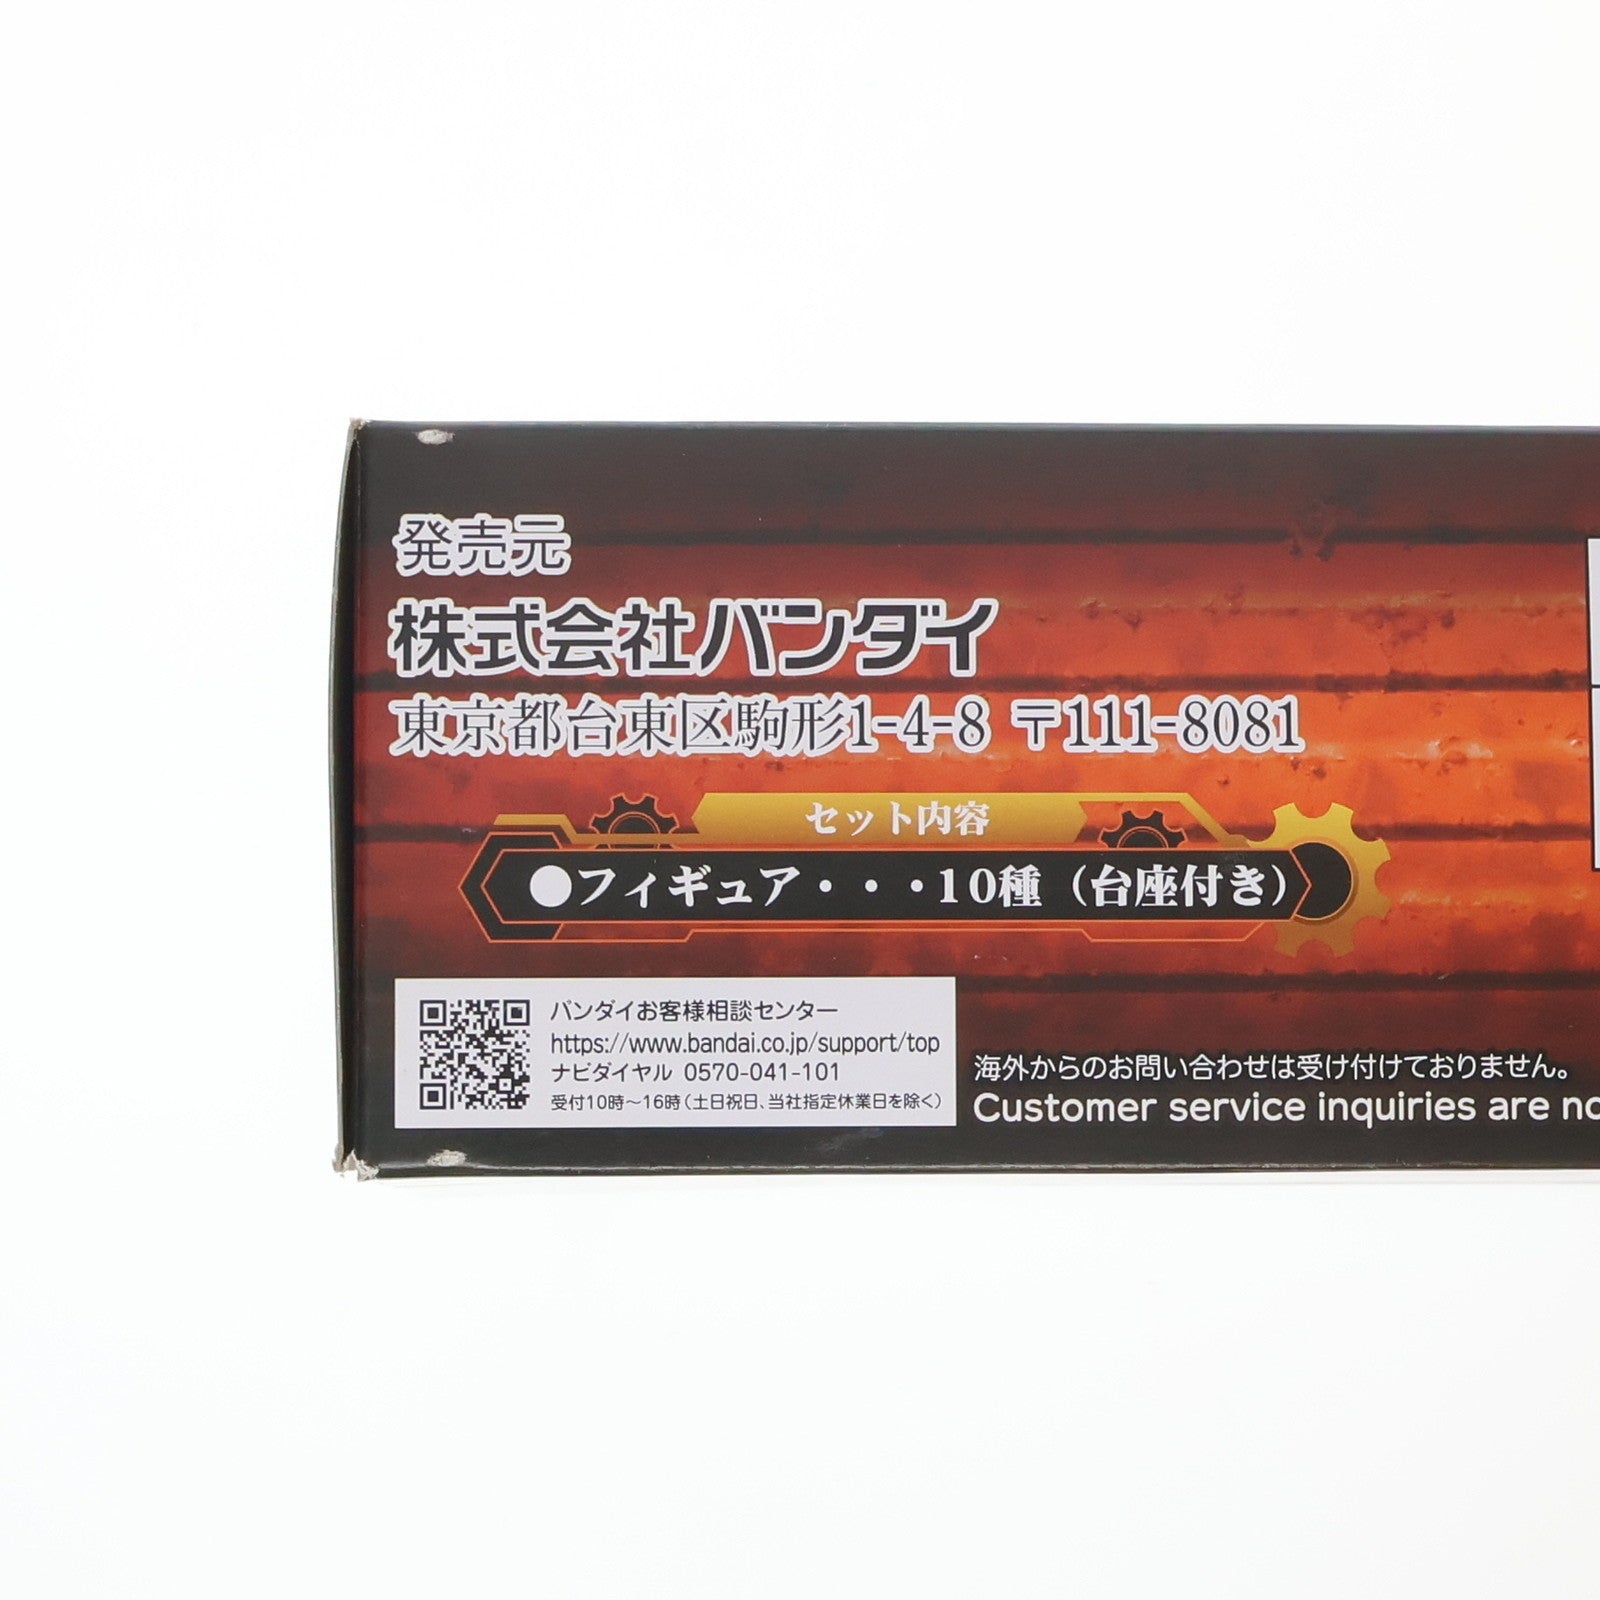 発売元
株式会社バンダイ
東京都台東区駒形1-4-8 〒111-8081
セット内容
●フィギュア・・・10種（台座付き）
バンダイお客様相談センター
https://www.bandai.co.jp/support/top
ナビダイヤル 0570-041-101
受付10時～16時（土日祝日、当社指定休業日を除く）
海外からのお問い合わせは受け付けておりません。
Customer service inquiries are no